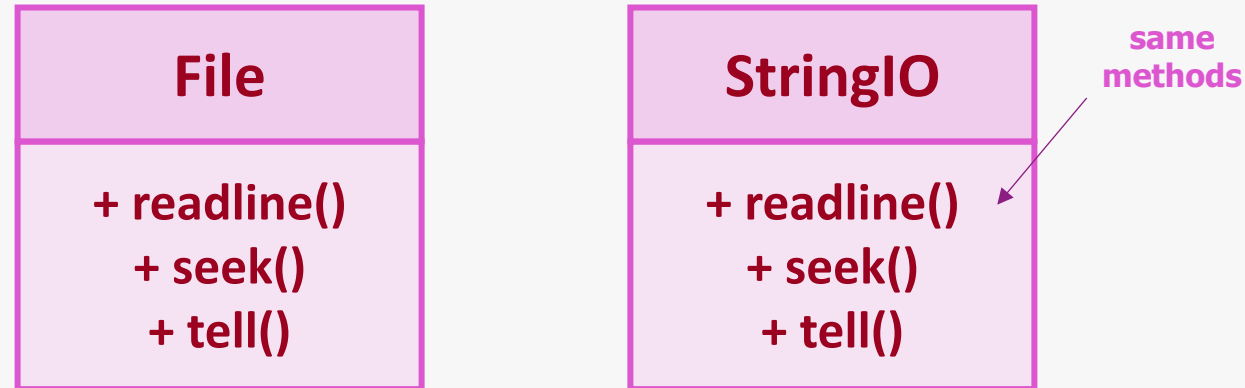 File
+ readline()
+ seek()
+ tell()
StringIO
+ readline()
+ seek()
+ tell()
same
methods